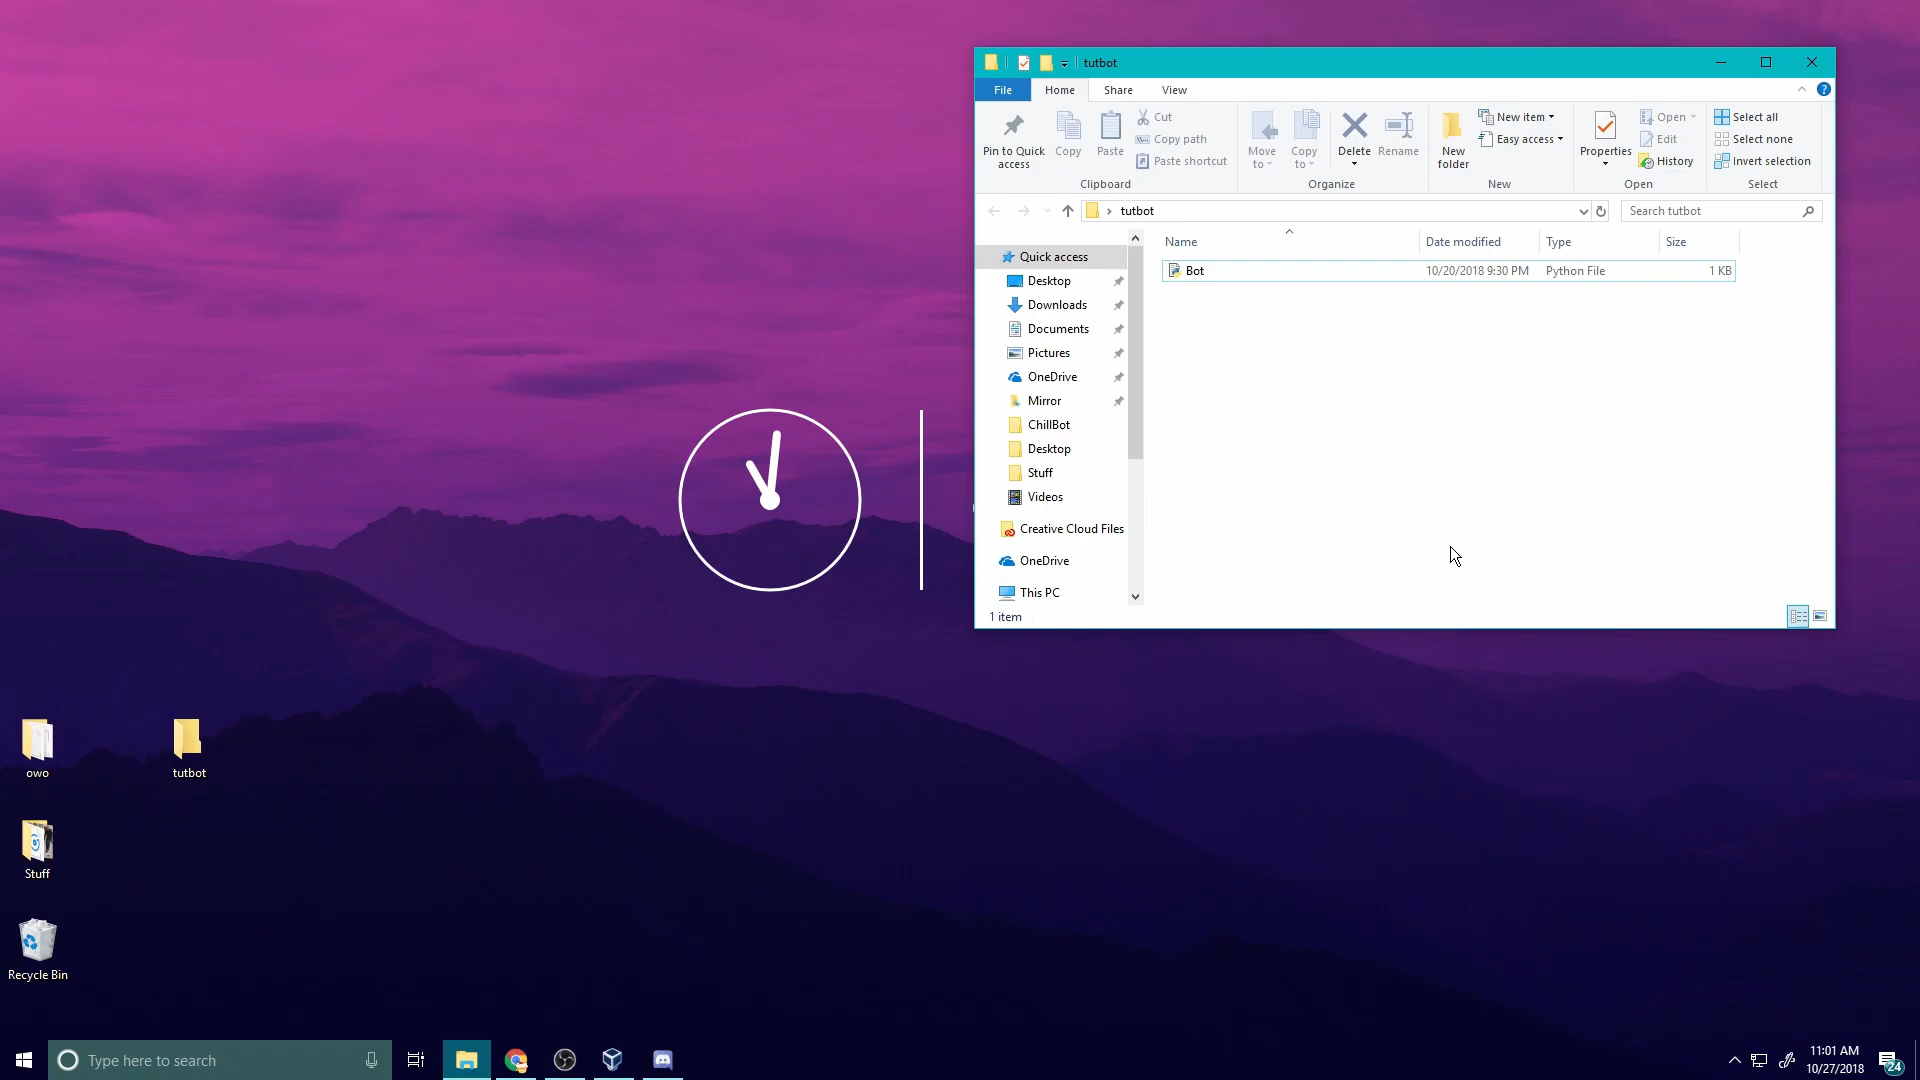 tutbot
File Home Share View
Pin to Quick access
Copy
Paste
Cut
Copy path
Paste shortcut
Clipboard
Move to
Copy to
Delete
Rename
Organize
New folder
New item
Easy access
New
Properties
Open
Edit
History
Open
Select all
Select none
Invert selection
Select
tutbot
Search tutbot
Name Date modified Type Size
Bot 10/20/2018 9:30 PM Python File 1 KB
Quick access
Desktop
Downloads
Documents
Pictures
OneDrive
Mirror
ChillBot
Desktop
Stuff
Videos
Creative Cloud Files
OneDrive
This PC
1 item
owo
tutbot
Stuff
Recycle Bin
Type here to search
11:01 AM
10/27/2018
24